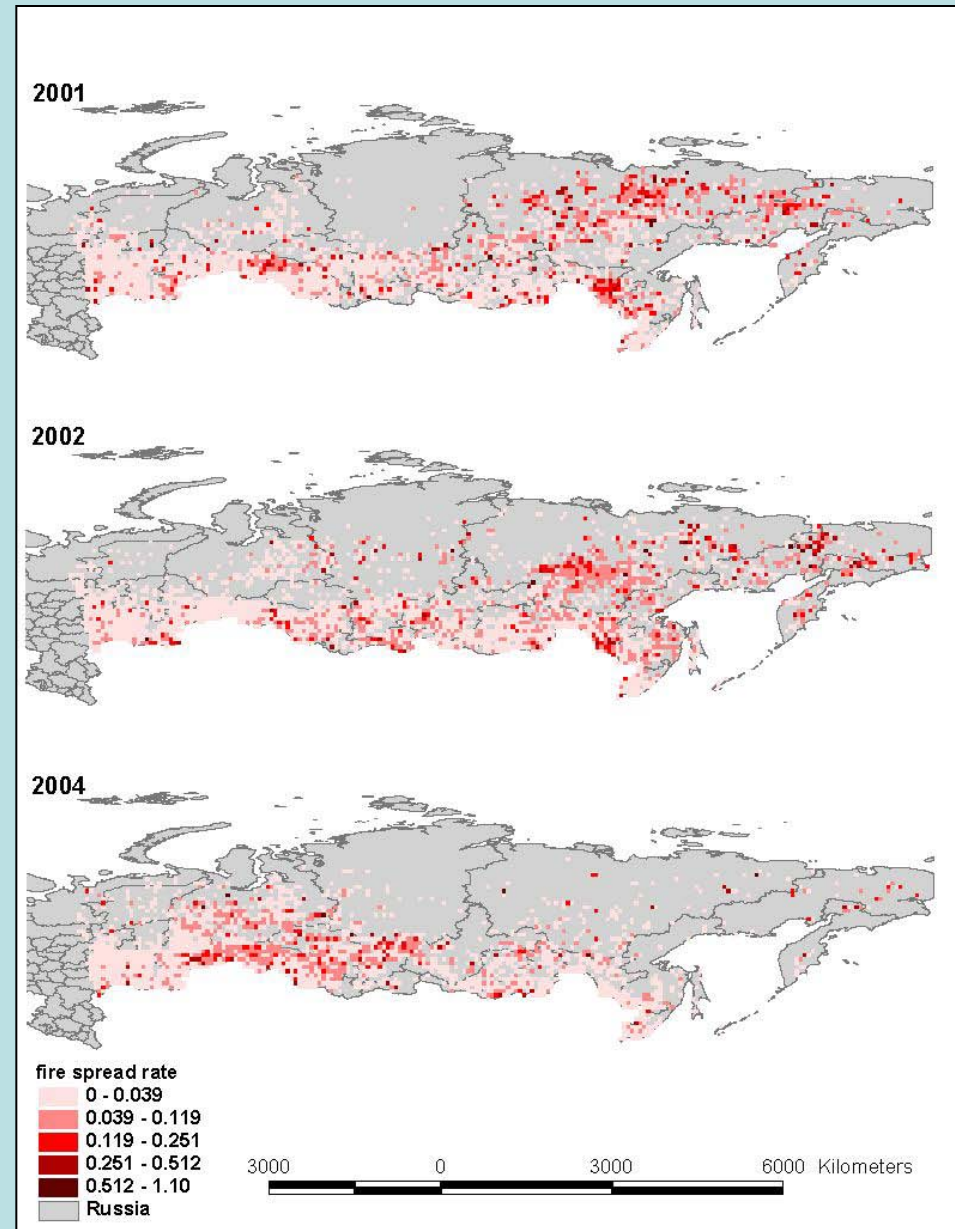 2001
2002
2004
fire spread rate
0 - 0.039
0.039 - 0.119
0.119 - 0.251
0.251 - 0.512
0.512 - 1.10
Russia
3000 0 3000 6000 Kilometers